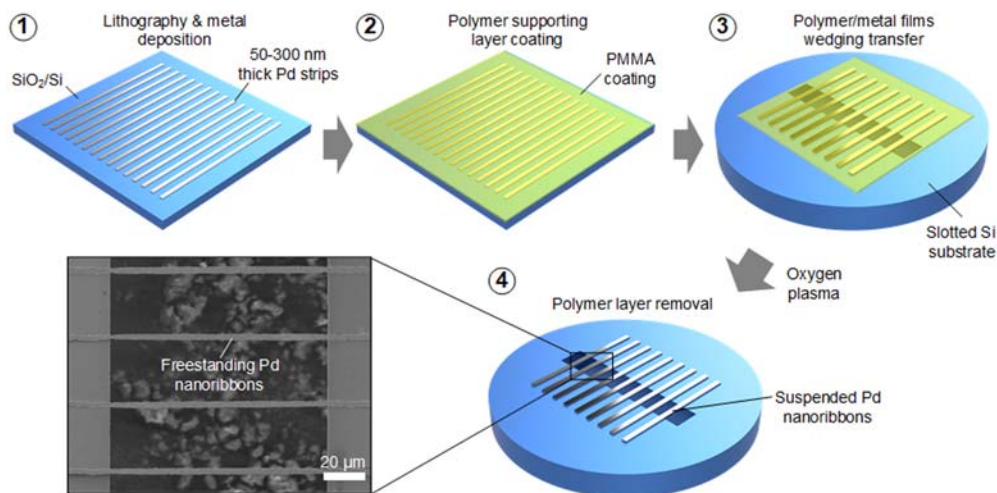 1
Lithography & metal
deposition
SiO₂/Si
50-300 nm
thick Pd strips
2
Polymer supporting
layer coating
PMMA
coating
3
Polymer/metal films
wedging transfer
Slotted Si
substrate
Oxygen
plasma
4
Polymer layer removal
Suspended Pd
nanoribbons
Freestanding Pd
nanoribbons
20 µm